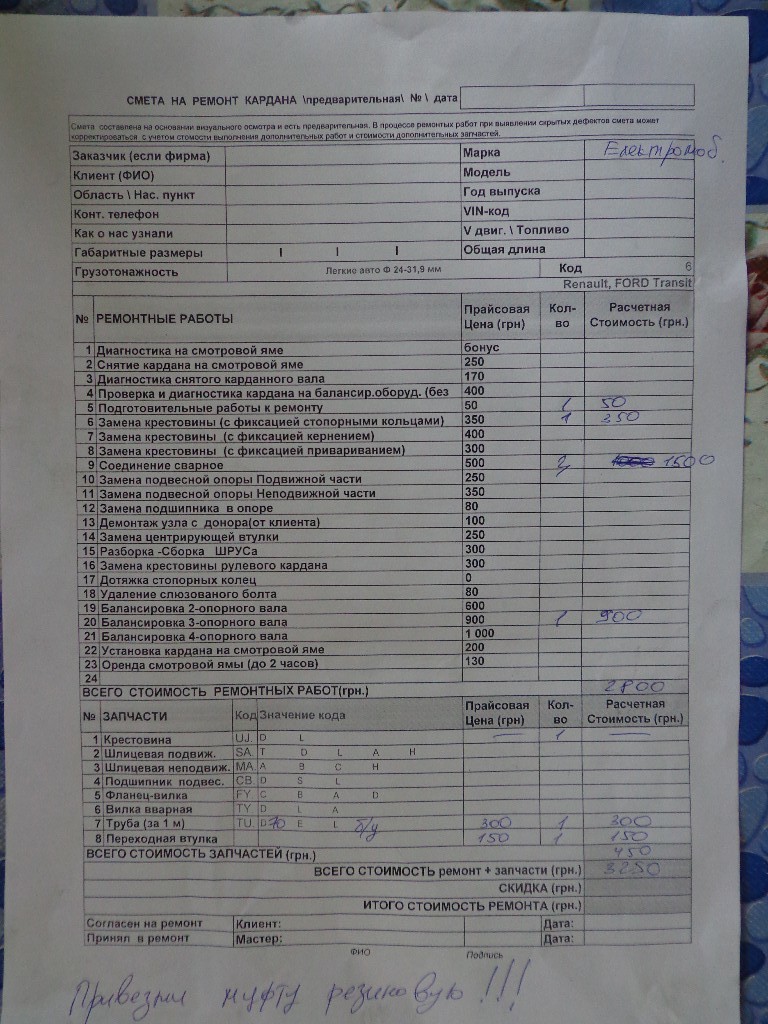 СМЕТА НА РЕМОНТ КАРДАНА \предварительная\ № \ дата
Смета составлена на основании визуального осмотра и есть предварительная. В процессе ремонтых работ при выявлении скрытых дефектов смета может
корректироваться с учетом стомости выполнения дополнительных работ и стоимости дополнительных запчастей.
Заказчик (если фирма) Марка Електромоб.
Клиент (ФИО) Модель
Область \ Нас. пункт Год выпуска
Конт. телефон VIN-код
Как о нас узнали V двиг. \ Топливо
Габаритные размеры | | | Общая длина
Грузотонажность Легкие авто Ф 24-31,9 мм Код 6
Renault, FORD Transit
№ РЕМОНТНЫЕ РАБОТЫ Прайсовая Цена (грн) Кол-во Расчетная Стоимость (грн.)
1 Диагностика на смотровой яме бонус
2 Снятие кардана на смотровой яме 250
3 Диагностика снятого карданного вала 170
4 Проверка и диагностика кардана на балансир.оборуд. (без 400
5 Подготовительные работы к ремонту 50 1 50
6 Замена крестовины (с фиксацией стопорными кольцами) 350 1 350
7 Замена крестовины (с фиксацией кернением) 400
8 Замена крестовины (с фиксацией привариванием) 300
9 Соединение сварное 500 3 1500
10 Замена подвесной опоры Подвижной части 250
11 Замена подвесной опоры Неподвижной части 350
12 Замена подшипника в опоре 80
13 Демонтаж узла с донора(от клиента) 100
14 Замена центрирующей втулки 250
15 Разборка -Сборка ШРУСа 300
16 Замена крестовины рулевого кардана 300
17 Дотяжка стопорных колец 0
18 Удаление слюзованого болта 80
19 Балансировка 2-опорного вала 600
20 Балансировка 3-опорного вала 900 1 900
21 Балансировка 4-опорного вала 1 000
22 Установка кардана на смотровой яме 200
23 Оренда смотровой ямы (до 2 часов) 130
24
ВСЕГО СТОИМОСТЬ РЕМОНТНЫХ РАБОТ(грн.) 2800
№ ЗАПЧАСТИ Код Значение кода Прайсовая Цена (грн) Кол-во Расчетная Стоимость (грн.)
1 Крестовина UJ. D L — 1 —
2 Шлицевая подвиж. SA. T D L A H
3 Шлицевая неподвиж. MA. A B C H
4 Подшипник подвес. CB. D S L
5 Фланец-вилка FY. C B A D
6 Вилка вварная TY. D L A
7 Труба (за 1 м) TU. D 70 E L б/у 300 1 300
8 Переходная втулка 150 1 150
ВСЕГО СТОИМОСТЬ ЗАПЧАСТЕЙ (грн.) 450
ВСЕГО СТОИМОСТЬ ремонт + запчасти (грн.) 3250
СКИДКА (грн.)
ИТОГО СТОИМОСТЬ РЕМОНТА (грн.)
Согласен на ремонт Клиент: Дата:
Принял в ремонт Мастер: Дата:
ФИО Подпись
Привезти муфту резиновую !!!